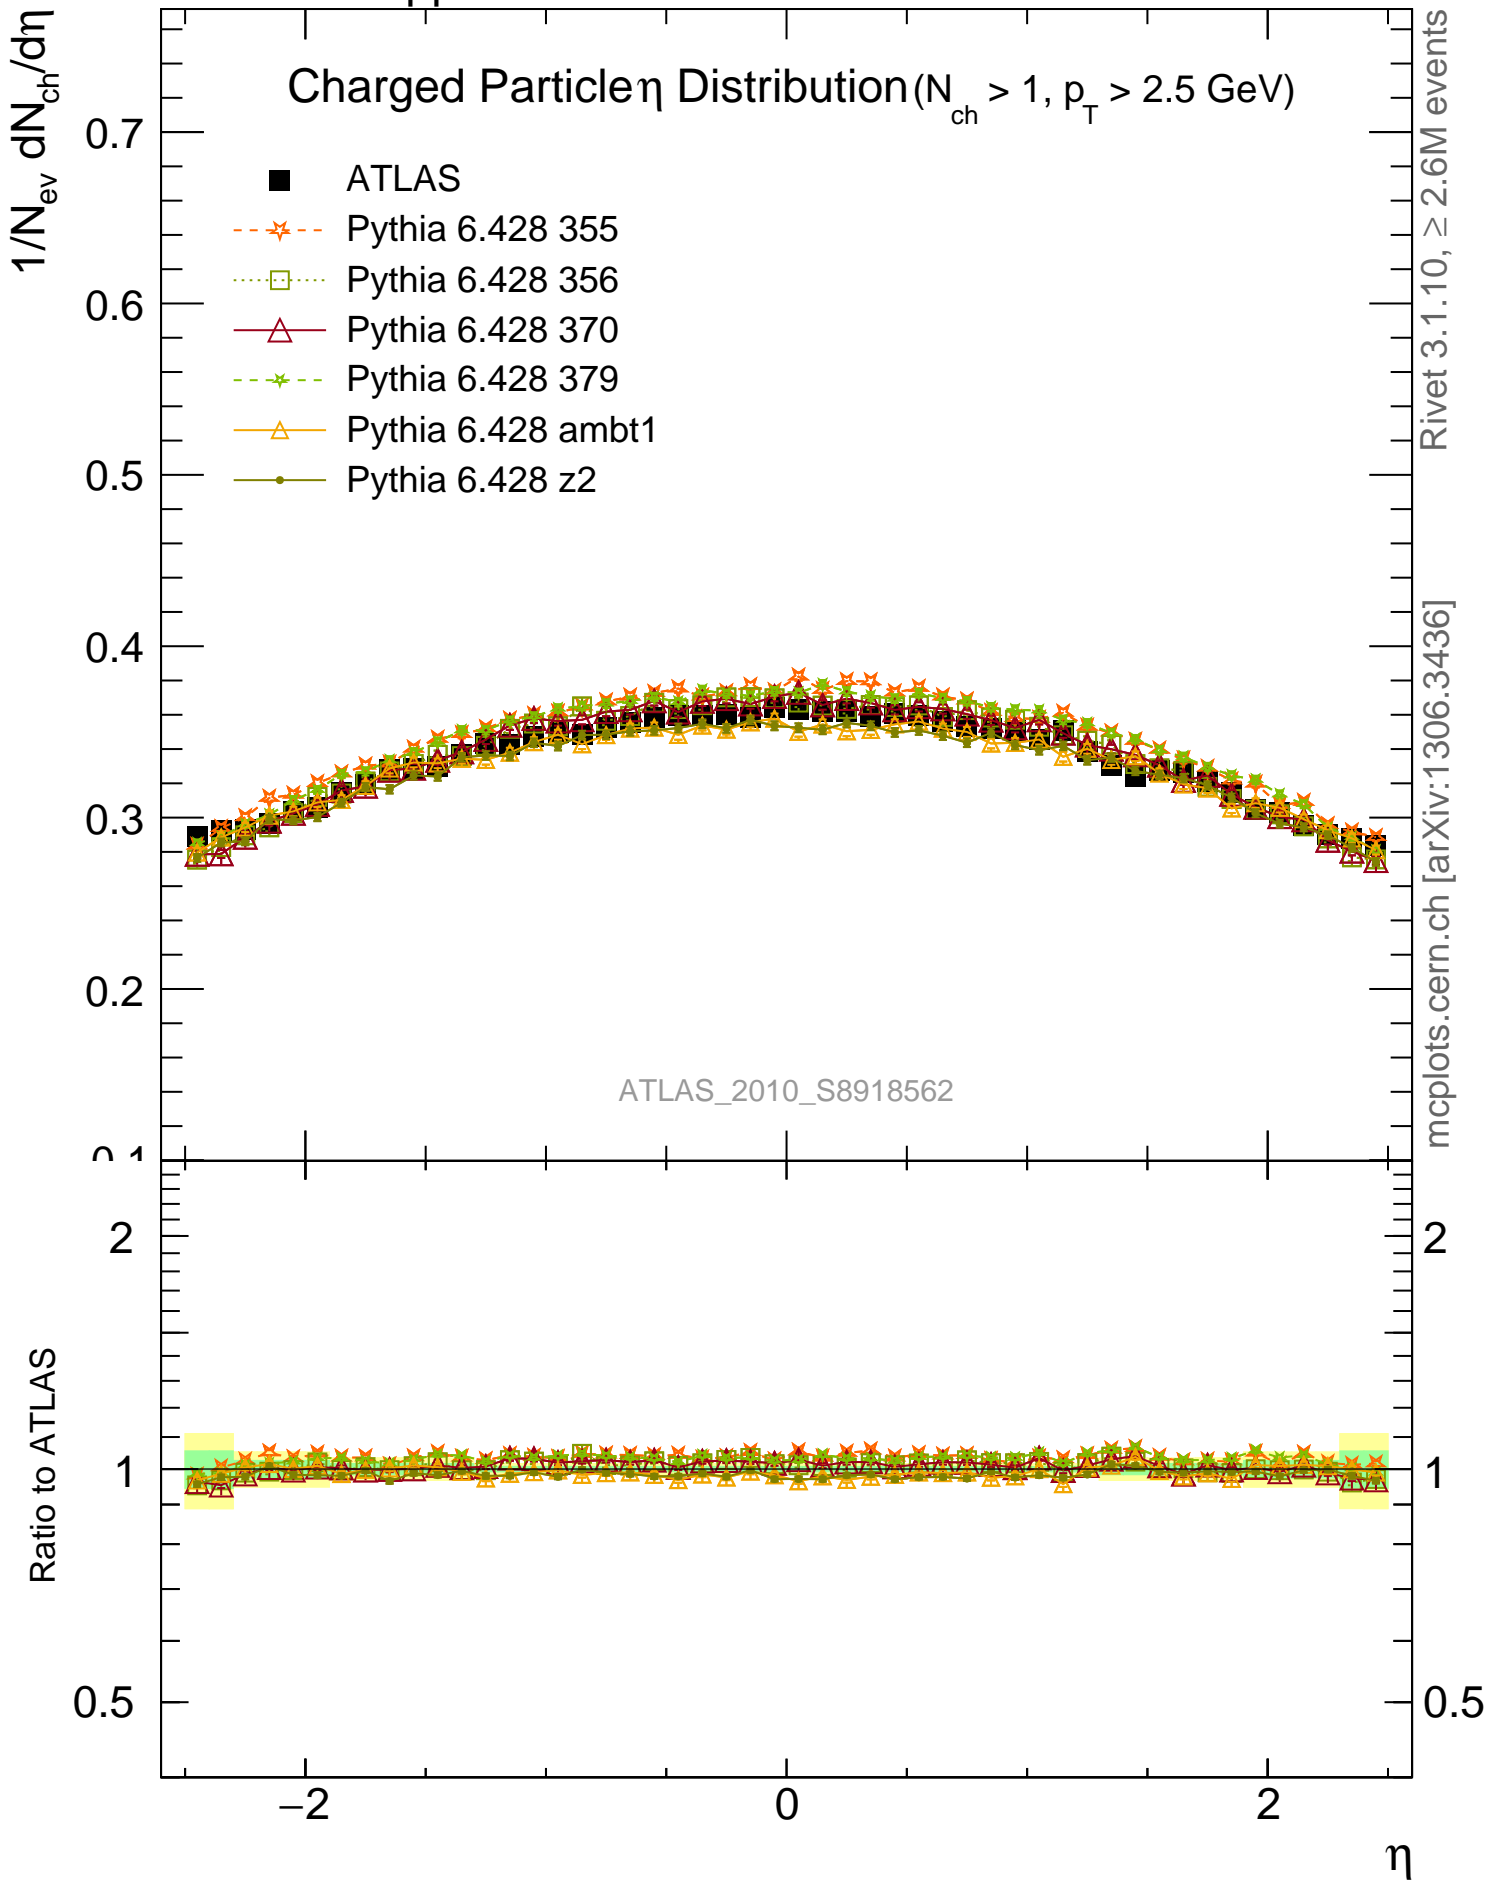 pp
1/N_ev dN_ch/dη
Charged Particle η Distribution (N_ch > 1, p_T > 2.5 GeV)
ATLAS
Pythia 6.428 355
Pythia 6.428 356
Pythia 6.428 370
Pythia 6.428 379
Pythia 6.428 ambt1
Pythia 6.428 z2
0.7
0.6
0.5
0.4
0.3
0.2
0.1
ATLAS_2010_S8918562
Rivet 3.1.10, ≥ 2.6M events
mcplots.cern.ch [arXiv:1306.3436]
Ratio to ATLAS
2
1
0.5
2
1
0.5
−2
0
2
η